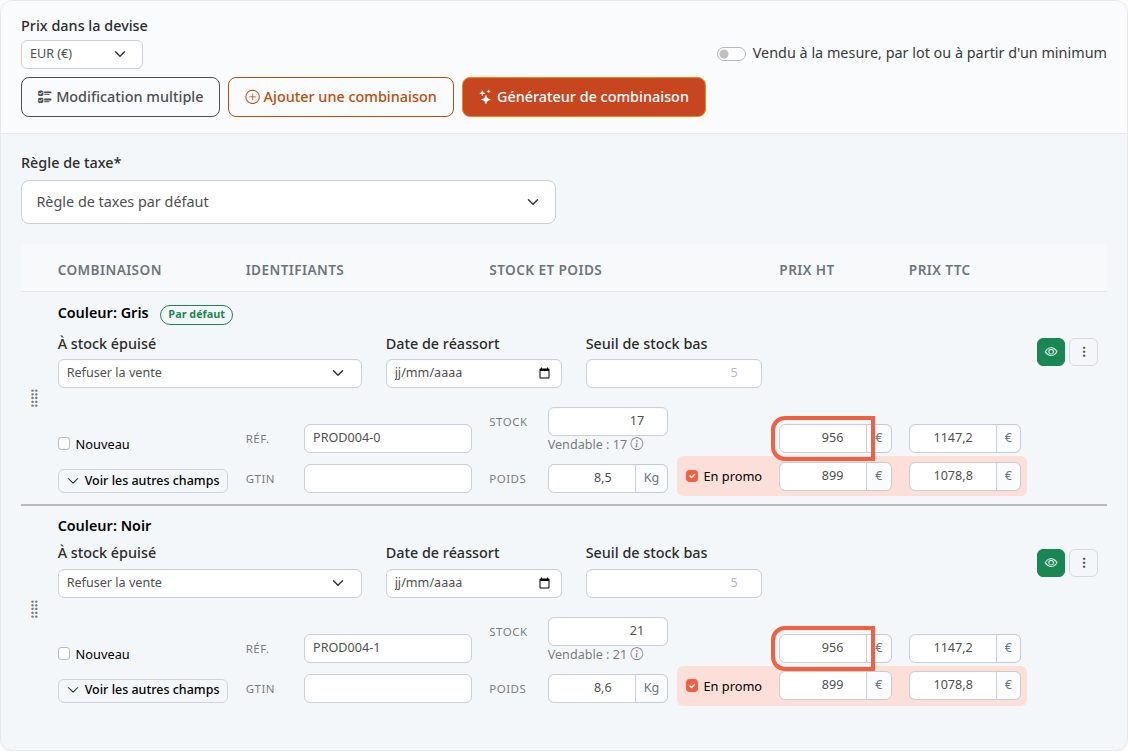 Prix dans la devise
EUR (€)
Vendu à la mesure, par lot ou à partir d'un minimum
Modification multiple
Ajouter une combinaison
Générateur de combinaison
Règle de taxe*
Règle de taxes par défaut
COMBINAISON IDENTIFIANTS STOCK ET POIDS PRIX HT PRIX TTC
Couleur: Gris Par défaut
À stock épuisé Date de réassort Seuil de stock bas
Refuser la vente jj/mm/aaaa 5
STOCK 17
Nouveau RÉF. PROD004-0 Vendable : 17 956 € 1147,2 €
Voir les autres champs GTIN POIDS 8,5 Kg En promo 899 € 1078,8 €
Couleur: Noir
À stock épuisé Date de réassort Seuil de stock bas
Refuser la vente jj/mm/aaaa 5
STOCK 21
Nouveau RÉF. PROD004-1 Vendable : 21 956 € 1147,2 €
Voir les autres champs GTIN POIDS 8,6 Kg En promo 899 € 1078,8 €